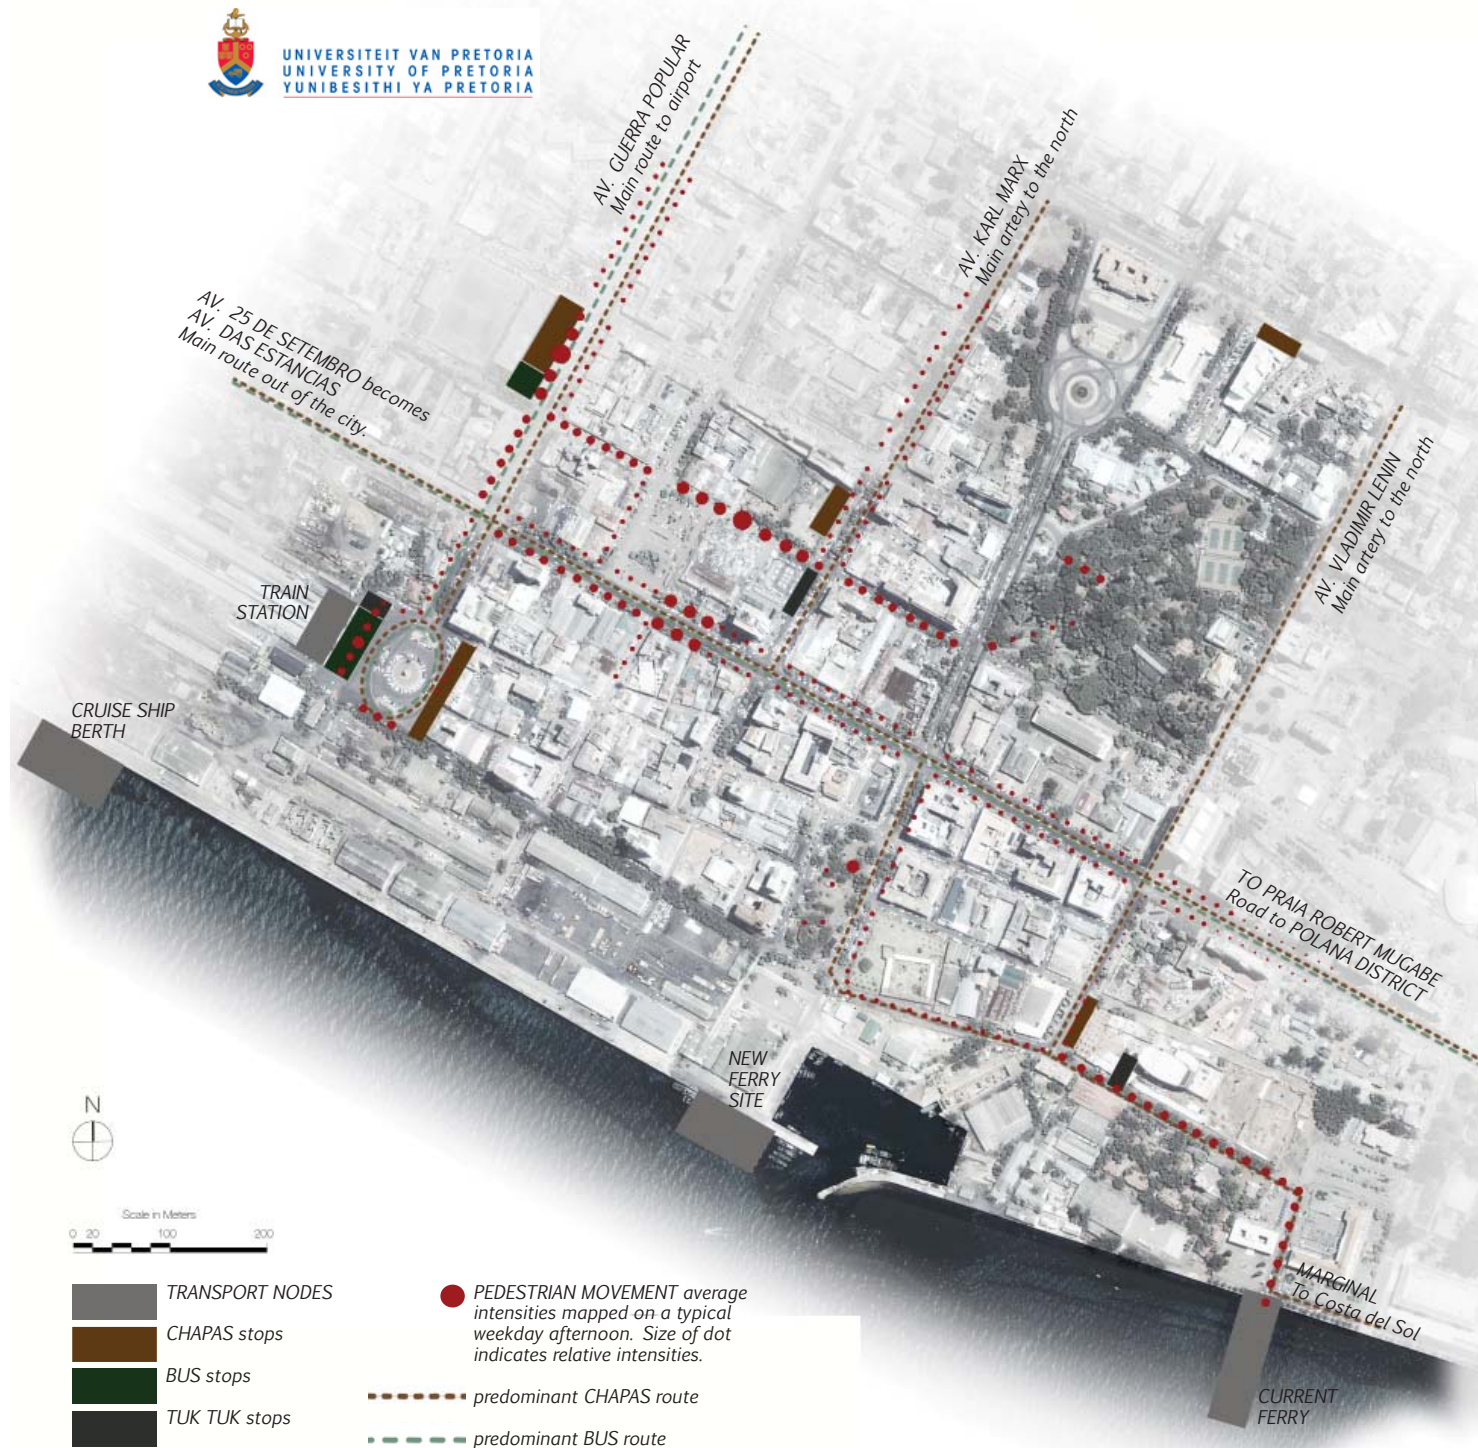 UNIVERSITEIT VAN PRETORIA
UNIVERSITY OF PRETORIA
YUNIBESITHI YA PRETORIA
AV. GUERRA POPULAR
Main route to airport
AV. KARL MARX
Main artery to the north
AV. 25 DE SETEMBRO becomes
AV. DAS ESTANCIAS
Main route out of the city.
AV. VLADIMIR LENIN
Main artery to the north
TRAIN
STATION
CRUISE SHIP
BERTH
TO PRAIA ROBERT MUGABE
Road to POLANA DISTRICT
NEW
FERRY
SITE
N
Scale in Meters
0 20 100 200
MARGINAL
To Costa del Sol
CURRENT
FERRY
TRANSPORT NODES
CHAPAS stops
BUS stops
TUK TUK stops
PEDESTRIAN MOVEMENT average
intensities mapped on a typical
weekday afternoon. Size of dot
indicates relative intensities.
predominant CHAPAS route
predominant BUS route